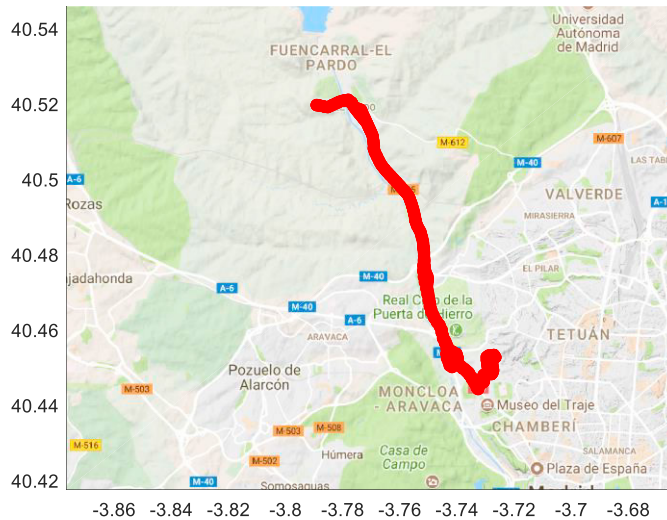 40.54
40.52
40.5
40.48
40.46
40.44
40.42
-3.86
-3.84
-3.82
-3.8
-3.78
-3.76
-3.74
-3.72
-3.7
-3.68
Universidad
Autónoma
de Madrid
FUENCARRAL-EL
PARDO
M-612
M-607
M-40
LAS TAB
A-6
Rozas
VALVERDE
A-1
MIRASIERRA
M-40
EL PILAR
ajadahonda
A-6
M-40
Real Club de la
Puerta de Hierro
A-6
ARAVACA
TETUÁN
Pozuelo de
Alarcón
M-503
MONCLOA
- ARAVACA
Museo del Traje
CHAMBERÍ
M-503
M-508
M-516
M-502
Húmera
Casa de
Campo
SALAMANCA
Plaza de España
M-40
Somosaguas
Madrid